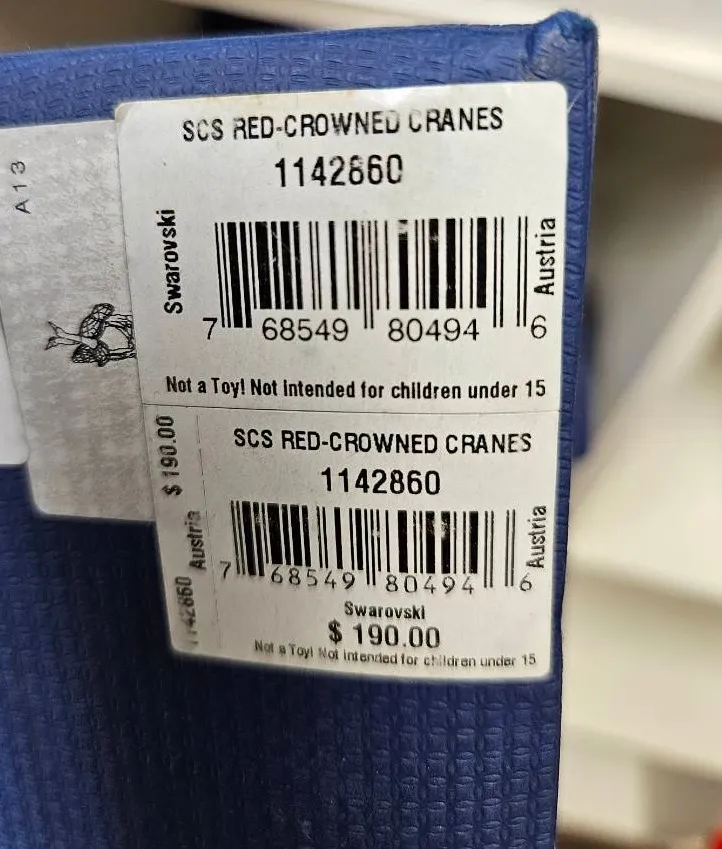 A13
SCS RED-CROWNED CRANES
1142860
Swarovski
Austria
7 68549 80494 6
Not a Toy! Not intended for children under 15
$ 190.00
1142860 Austria
SCS RED-CROWNED CRANES
1142860
7 68549 80494 6
Austria
Swarovski
$ 190.00
Not a Toy! Not intended for children under 15